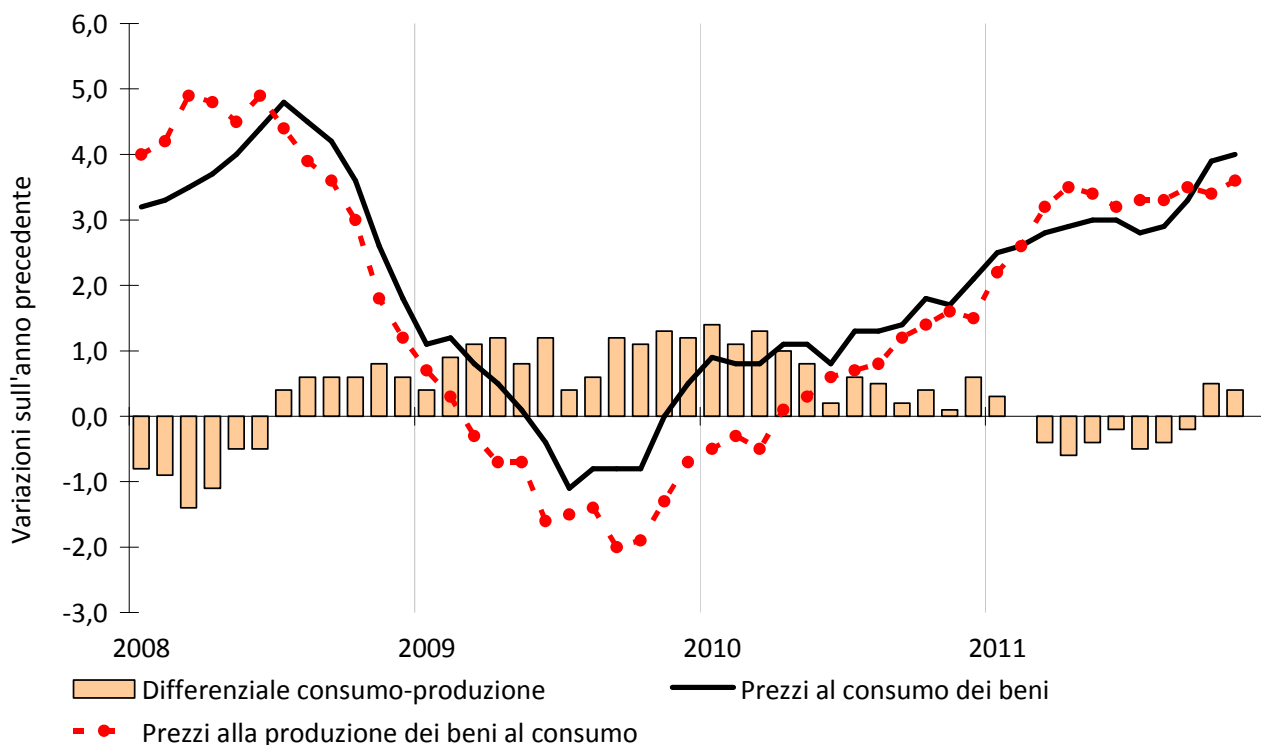 Variazioni sull'anno precedente
6,0
5,0
4,0
3,0
2,0
1,0
0,0
-1,0
-2,0
-3,0
2008 2009 2010 2011
Differenziale consumo-produzione Prezzi al consumo dei beni
Prezzi alla produzione dei beni al consumo